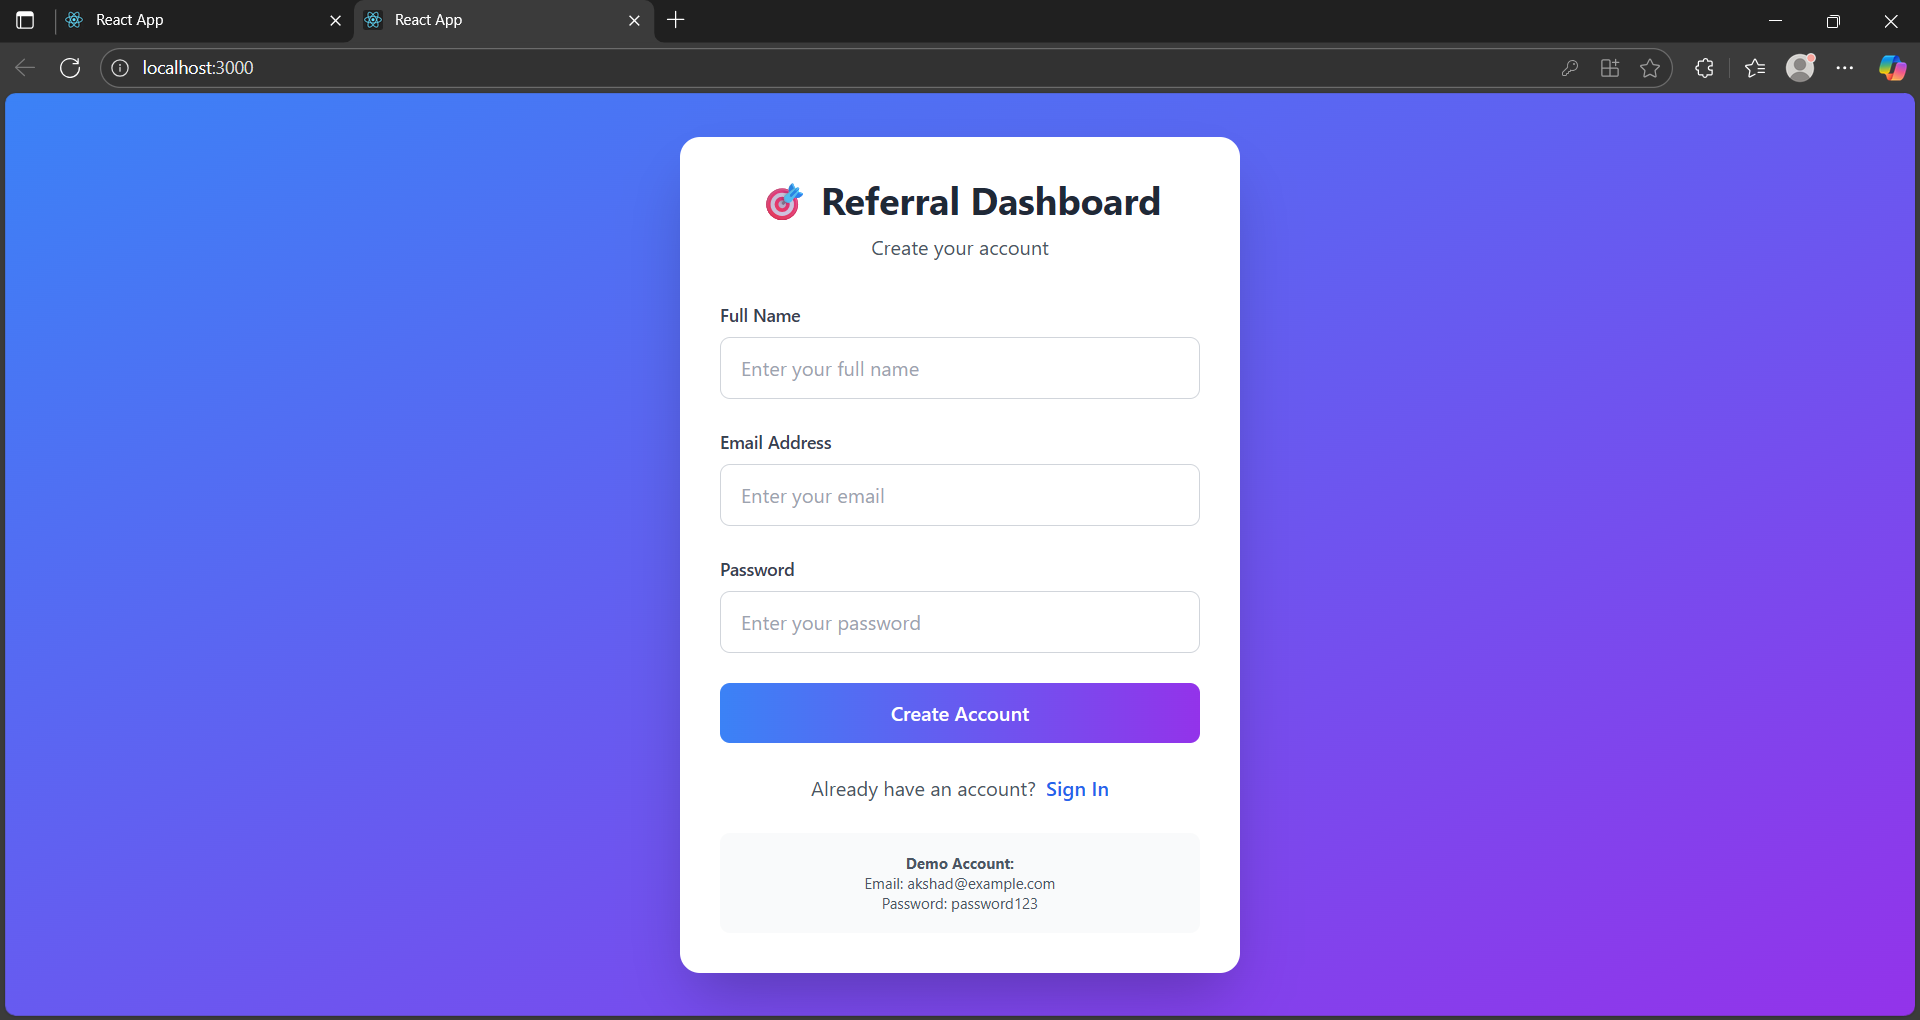 React App
React App
localhost:3000
Referral Dashboard
Create your account
Full Name
Enter your full name
Email Address
Enter your email
Password
Enter your password
Create Account
Already have an account? Sign In
Demo Account:
Email: akshad@example.com
Password: password123